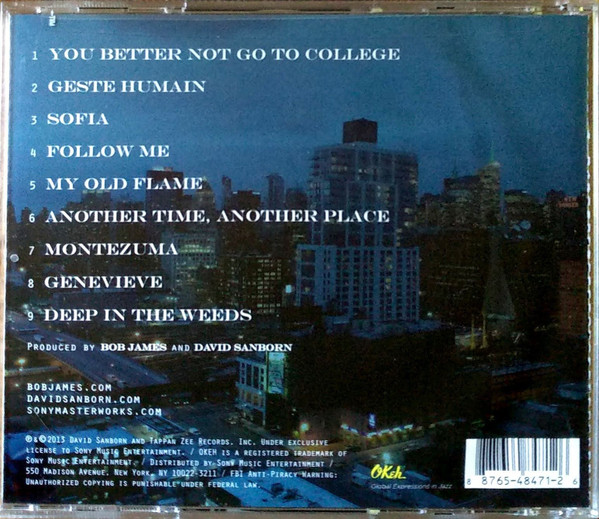 1 YOU BETTER NOT GO TO COLLEGE
2 GESTE HUMAIN
3 SOFIA
4 FOLLOW ME
5 MY OLD FLAME
6 ANOTHER TIME, ANOTHER PLACE
7 MONTEZUMA
8 GENEVIEVE
9 DEEP IN THE WEEDS
PRODUCED BY BOB JAMES AND DAVID SANBORN
BOBJAMES.COM
DAVIDSANBORN.COM
SONYMASTERWORKS.COM
℗&©2013 DAVID SANBORN AND TAPPAN ZEE RECORDS, INC. UNDER EXCLUSIVE
LICENSE TO SONY MUSIC ENTERTAINMENT. / OKEH IS A REGISTERED TRADEMARK OF
SONY MUSIC ENTERTAINMENT. / DISTRIBUTED BY SONY MUSIC ENTERTAINMENT /
550 MADISON AVENUE, NEW YORK, NY 10022-3211 / FBI ANTI-PIRACY WARNING:
UNAUTHORIZED COPYING IS PUNISHABLE UNDER FEDERAL LAW.
OKeh
Global Expressions in Jazz
8 8765-48471-2 6